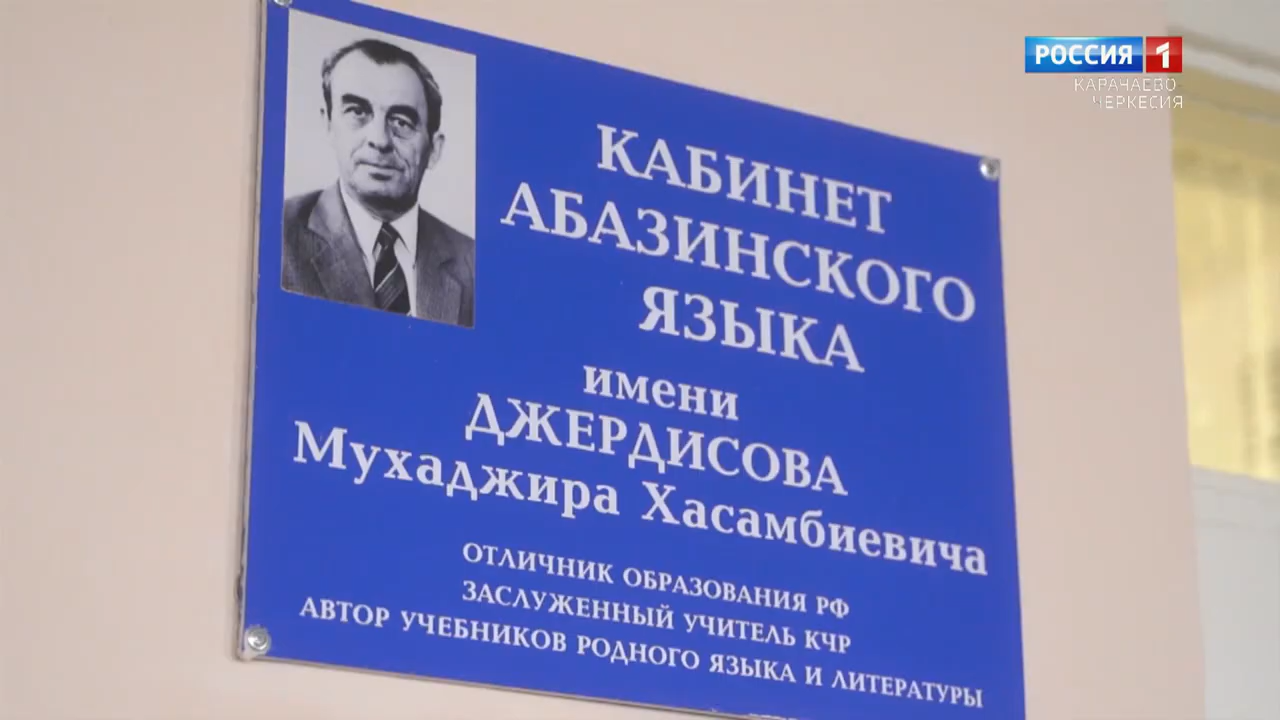 РОССИЯ 1
КАРАЧАЕВО
ЧЕРКЕСИЯ
КАБИНЕТ
АБАЗИНСКОГО
ЯЗЫКА
имени
ДЖЕРДИСОВА
Мухаджира Хасамбиевича
ОТЛИЧНИК ОБРАЗОВАНИЯ РФ
ЗАСЛУЖЕННЫЙ УЧИТЕЛЬ КЧР
АВТОР УЧЕБНИКОВ РОДНОГО ЯЗЫКА И ЛИТЕРАТУРЫ